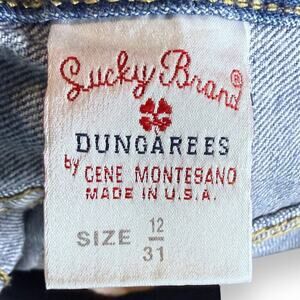 Lucky Brand®
DUNGAREES
by GENE MONTESANO
MADE IN U.S.A.
SIZE 12
31